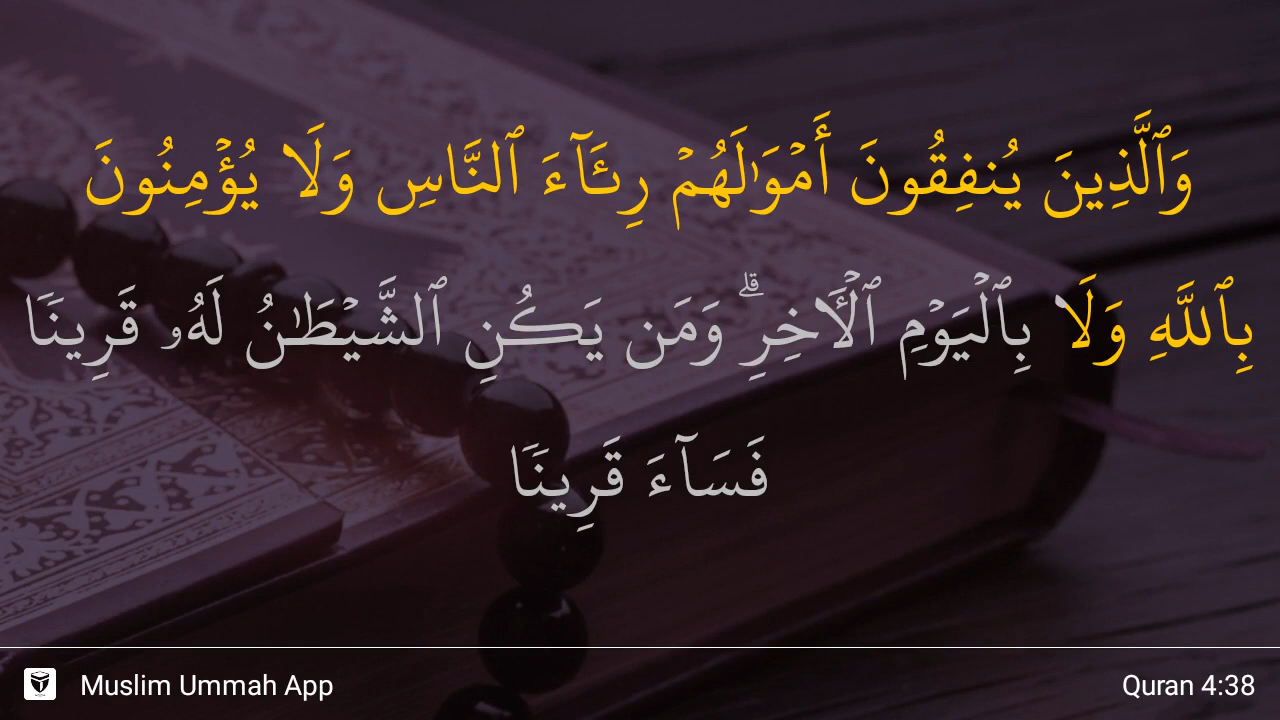 وَٱلَّذِينَ يُنفِقُونَ أَمۡوَٰلَهُمۡ رِئَآءَ ٱلنَّاسِ وَلَا يُؤۡمِنُونَ
بِٱللَّهِ وَلَا بِٱلۡيَوۡمِ ٱلۡأٓخِرِۗ وَمَن يَكُنِ ٱلشَّيۡطَٰنُ لَهُۥ قَرِينٗا
فَسَآءَ قَرِينٗا
Muslim Ummah App
Quran 4:38